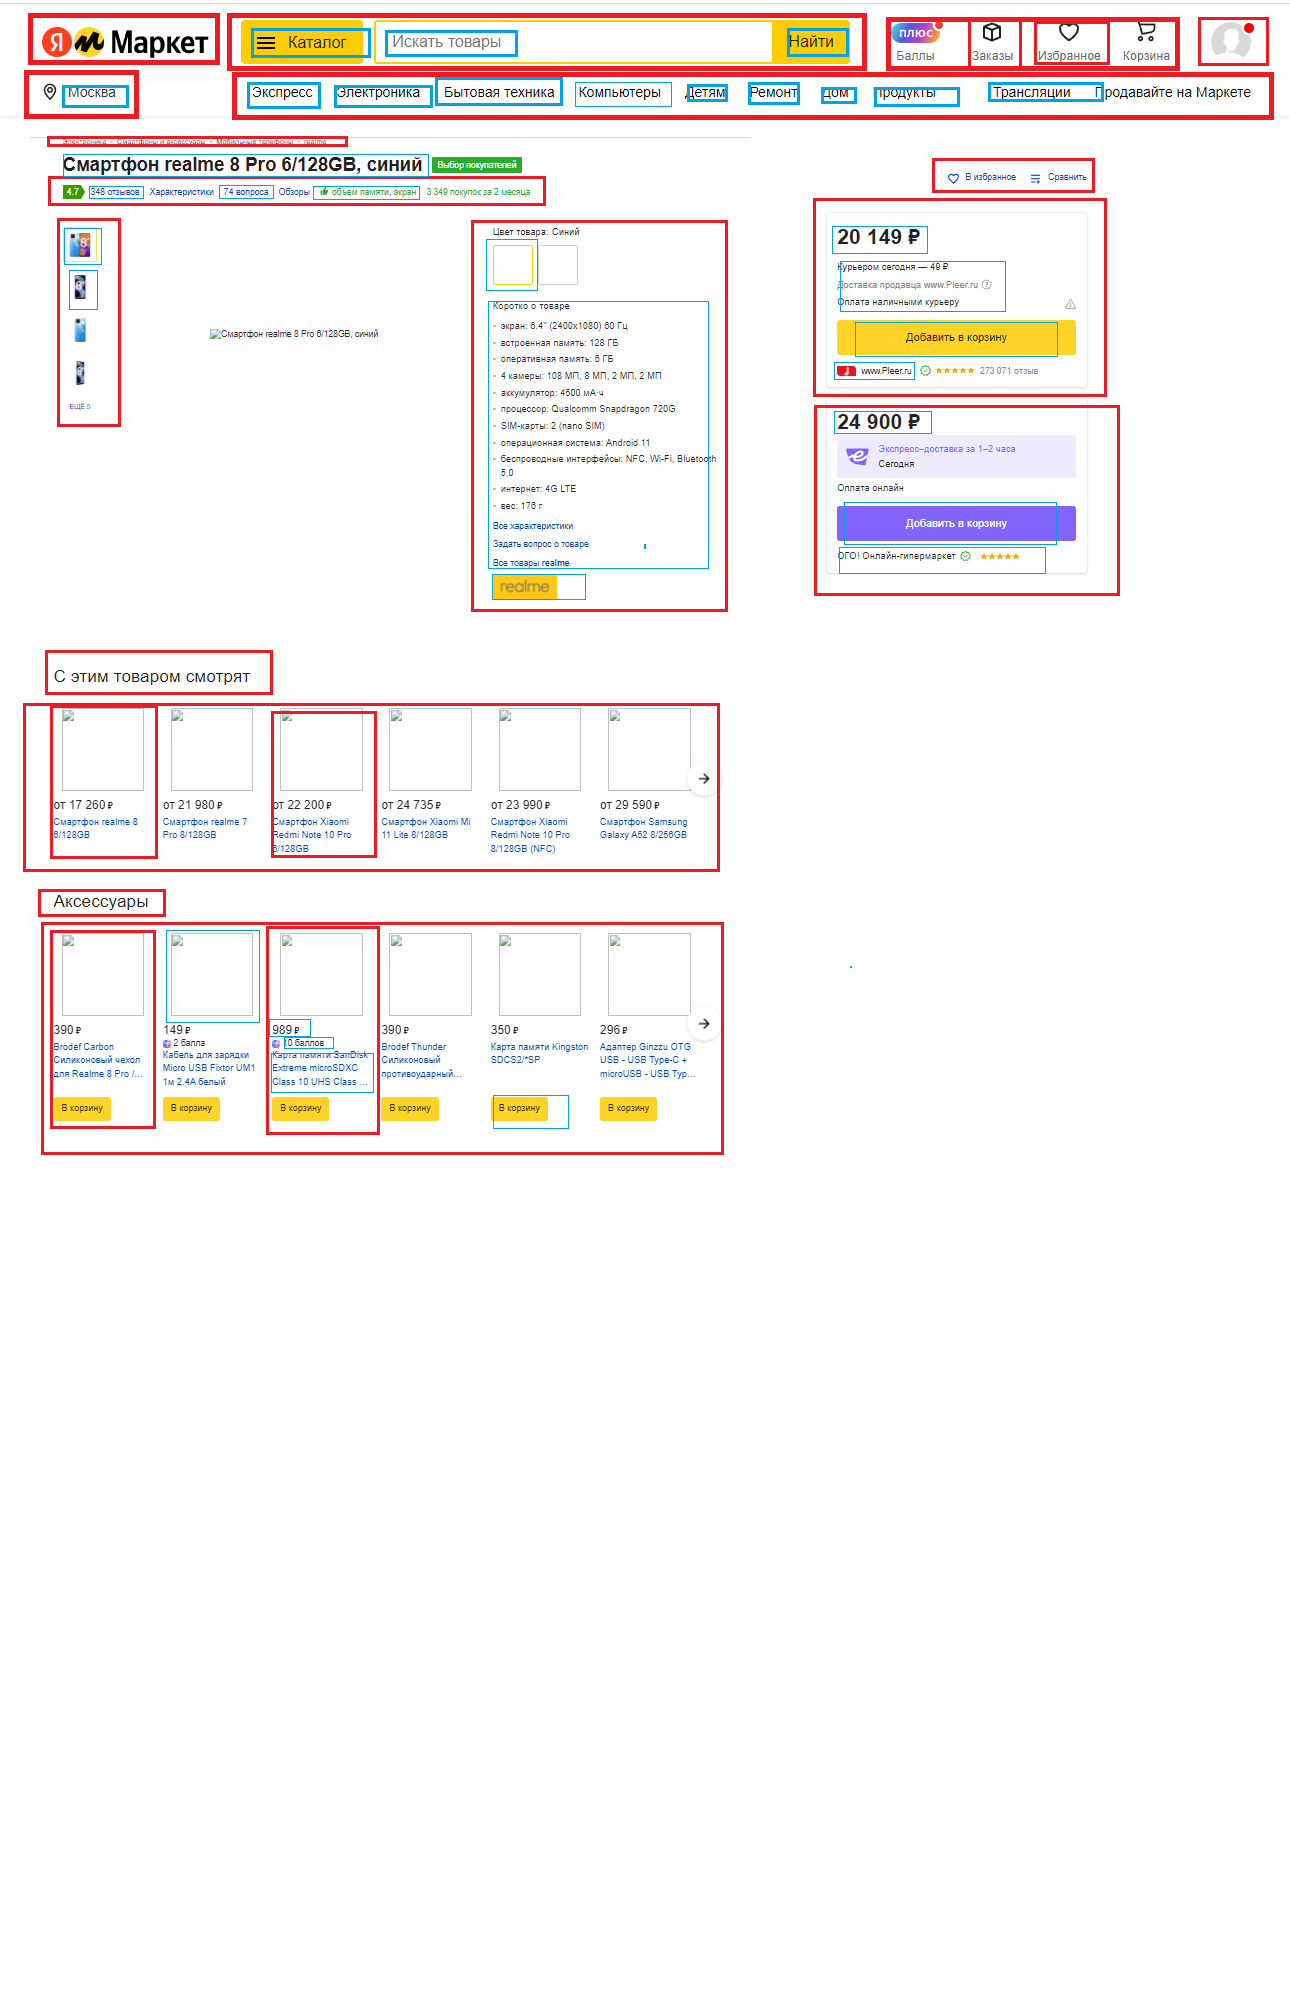 Я Маркет
Каталог
Искать товары
Найти
плюс
Баллы
Заказы
Избранное
Корзина
Москва
Экспресс
Электроника
Бытовая техника
Компьютеры
Детям
Ремонт
Дом
Продукты
Трансляции
Продавайте на Маркете
Электроника • Смартфоны и аксессуары • Мобильные телефоны • realme
Смартфон realme 8 Pro 6/128GB, синий
Выбор покупателей
4.7 348 отзывов Характеристики 74 вопроса Обзоры объем памяти, экран 3 349 покупок за 2 месяца
В избранное
Сравнить
ЕЩЁ 5
Смартфон realme 8 Pro 6/128GB, синий
Цвет товара: Синий
Коротко о товаре
• экран: 6.4" (2400x1080) 60 Гц
• встроенная память: 128 ГБ
• оперативная память: 6 ГБ
• 4 камеры: 108 МП, 8 МП, 2 МП, 2 МП
• аккумулятор: 4500 мА·ч
• процессор: Qualcomm Snapdragon 720G
• SIM-карты: 2 (nano SIM)
• операционная система: Android 11
• беспроводные интерфейсы: NFC, Wi-Fi, Bluetooth
5.0
• интернет: 4G LTE
• вес: 176 г
Все характеристики
Задать вопрос о товаре
Все товары realme
realme
20 149 ₽
Курьером сегодня — 49 ₽
Доставка продавца www.Pleer.ru ?
Оплата наличными курьеру
Добавить в корзину
www.Pleer.ru ★★★★★ 273 071 отзыв
24 900 ₽
Экспресс–доставка за 1–2 часа
Сегодня
Оплата онлайн
Добавить в корзину
ОГО! Онлайн-гипермаркет ★★★★★
С этим товаром смотрят
от 17 260 ₽
Смартфон realme 8
6/128GB
от 21 980 ₽
Смартфон realme 7
Pro 8/128GB
от 22 200 ₽
Смартфон Xiaomi
Redmi Note 10 Pro
6/128GB
от 24 735 ₽
Смартфон Xiaomi Mi
11 Lite 8/128GB
от 23 990 ₽
Смартфон Xiaomi
Redmi Note 10 Pro
8/128GB (NFC)
от 29 590 ₽
Смартфон Samsung
Galaxy A52 8/256GB
Аксессуары
390 ₽
Brodef Carbon
Силиконовый чехол
для Realme 8 Pro /...
В корзину
149 ₽
2 балла
Кабель для зарядки
Micro USB Fixtor UM1
1м 2.4A белый
В корзину
989 ₽
10 баллов
Карта памяти SanDisk
Extreme microSDXC
Class 10 UHS Class ...
В корзину
390 ₽
Brodef Thunder
Силиконовый
противоударный...
В корзину
350 ₽
Карта памяти Kingston
SDCS2/*SP
В корзину
296 ₽
Адаптер Ginzzu OTG
USB - USB Type-C +
microUSB - USB Typ...
В корзину